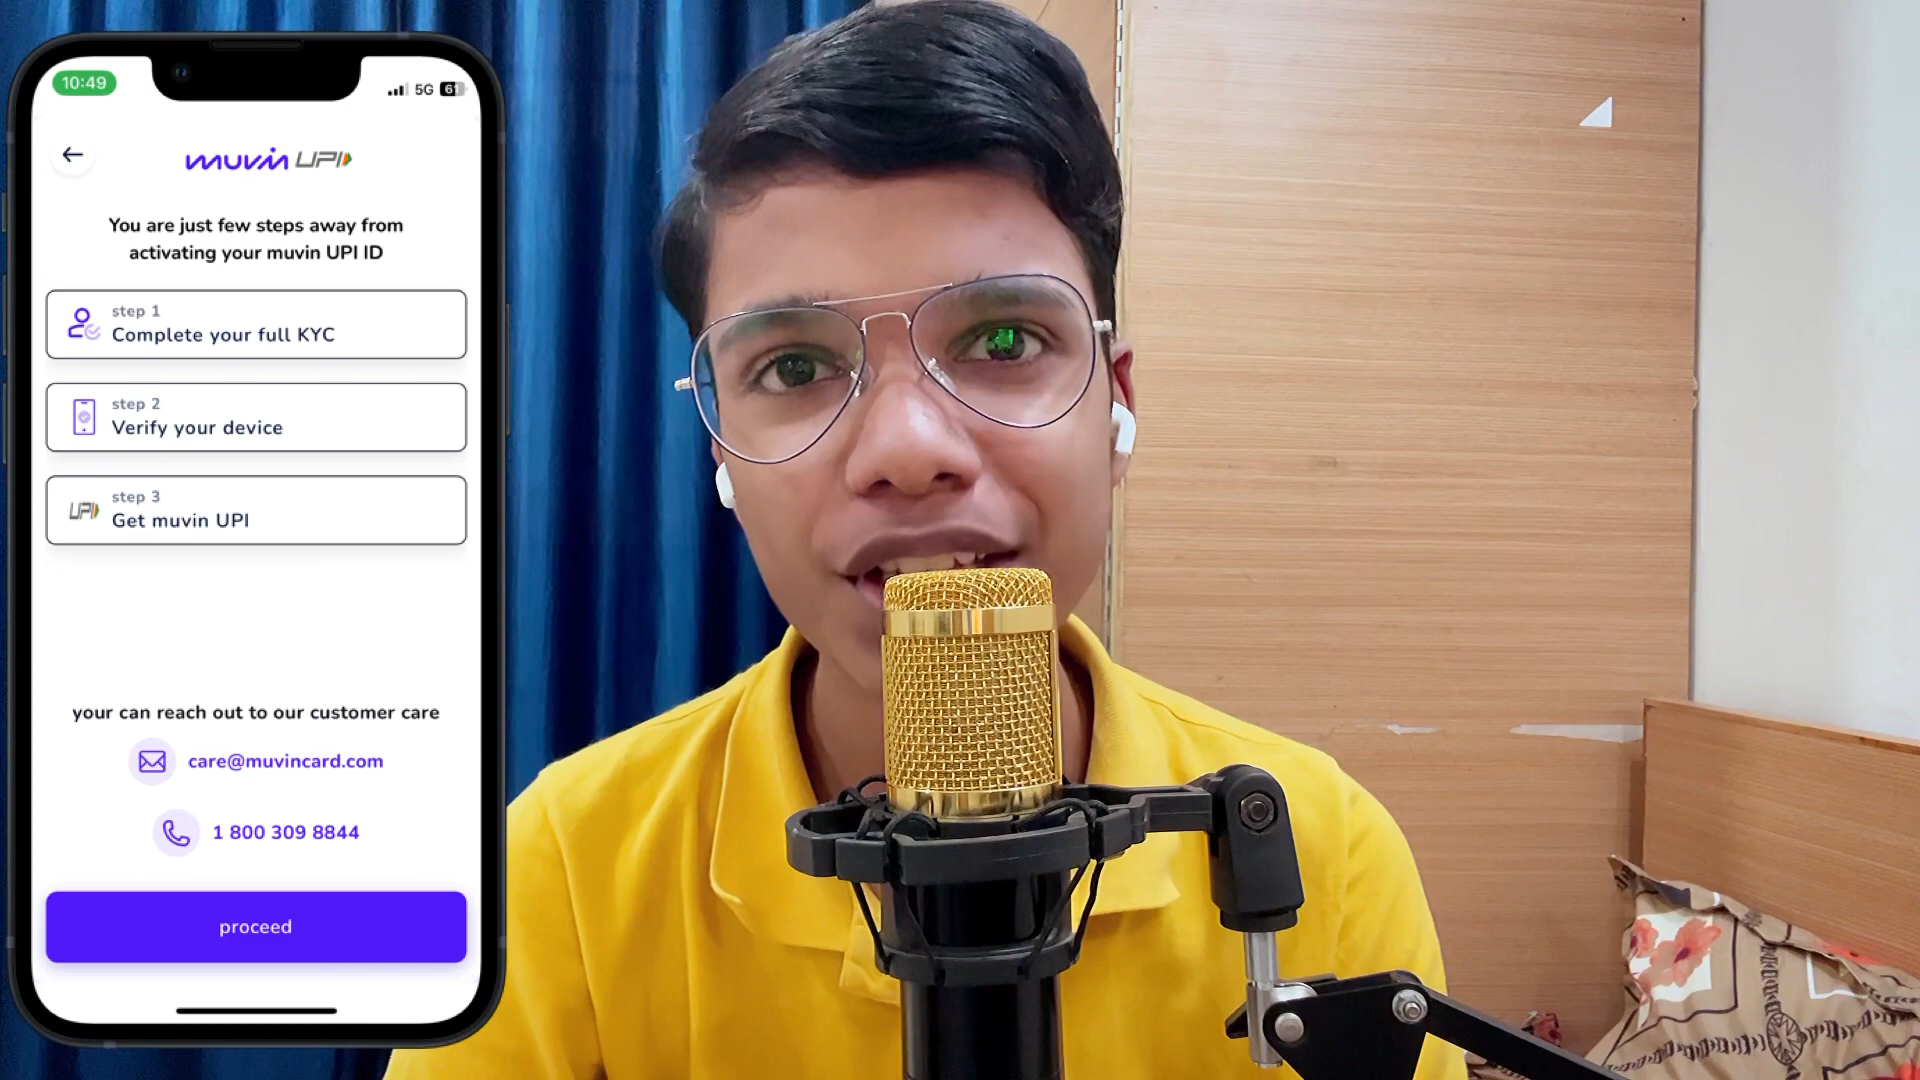 10:49
5G 61
muvin UPI
You are just few steps away from
activating your muvin UPI ID
step 1
Complete your full KYC
step 2
Verify your device
UPI
step 3
Get muvin UPI
your can reach out to our customer care
care@muvincard.com
1 800 309 8844
proceed